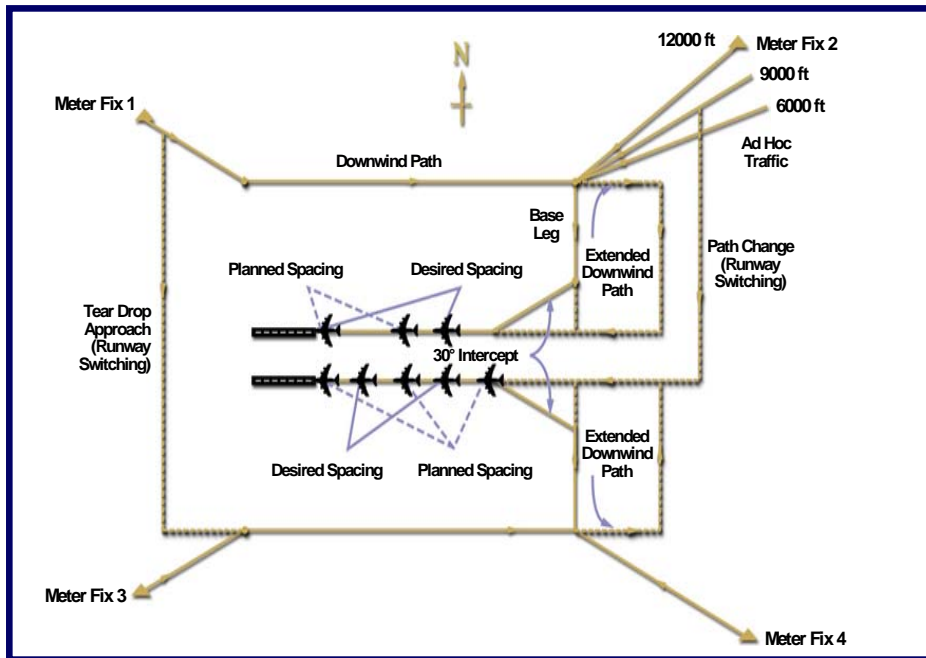 12000 ft
Meter Fix 2
N
9000 ft
Meter Fix 1
6000 ft
Ad Hoc
Traffic
Downwind Path
Base
Leg
Extended
Downwind
Path
Path Change
(Runway
Switching)
Planned Spacing
Desired Spacing
Tear Drop
Approach
(Runway
Switching)
30° Intercept
Desired Spacing
Planned Spacing
Extended
Downwind
Path
Meter Fix 3
Meter Fix 4